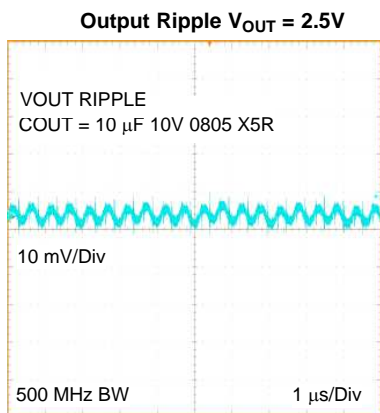 Output Ripple VOUT = 2.5V
VOUT RIPPLE
COUT = 10 μF 10V 0805 X5R
10 mV/Div
500 MHz BW 1 μs/Div